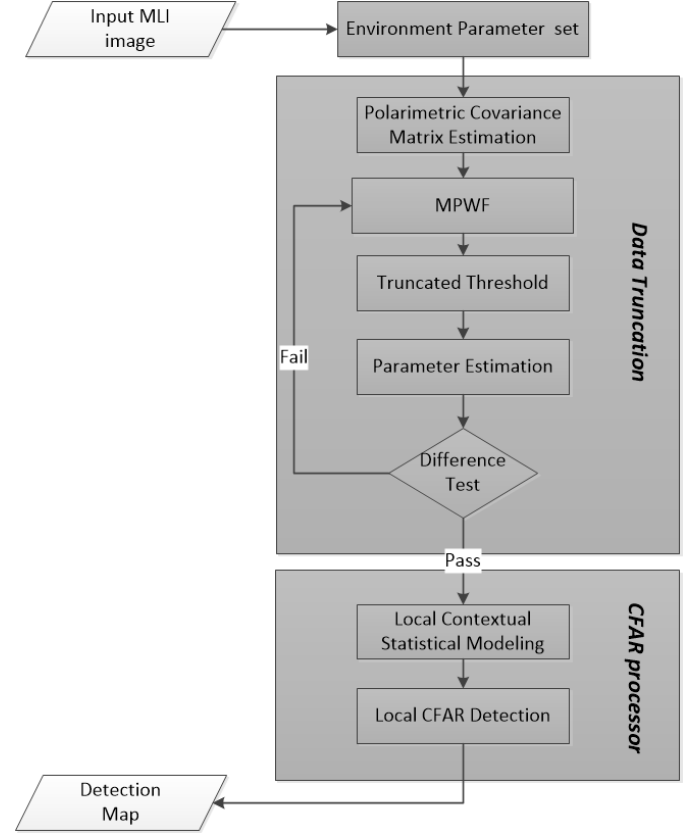 Input MLI
image
Environment Parameter set
Polarimetric Covariance
Matrix Estimation
MPWF
Truncated Threshold
Parameter Estimation
Difference
Test
Fail
Data Truncation
Pass
Local Contextual
Statistical Modeling
Local CFAR Detection
CFAR processor
Detection
Map